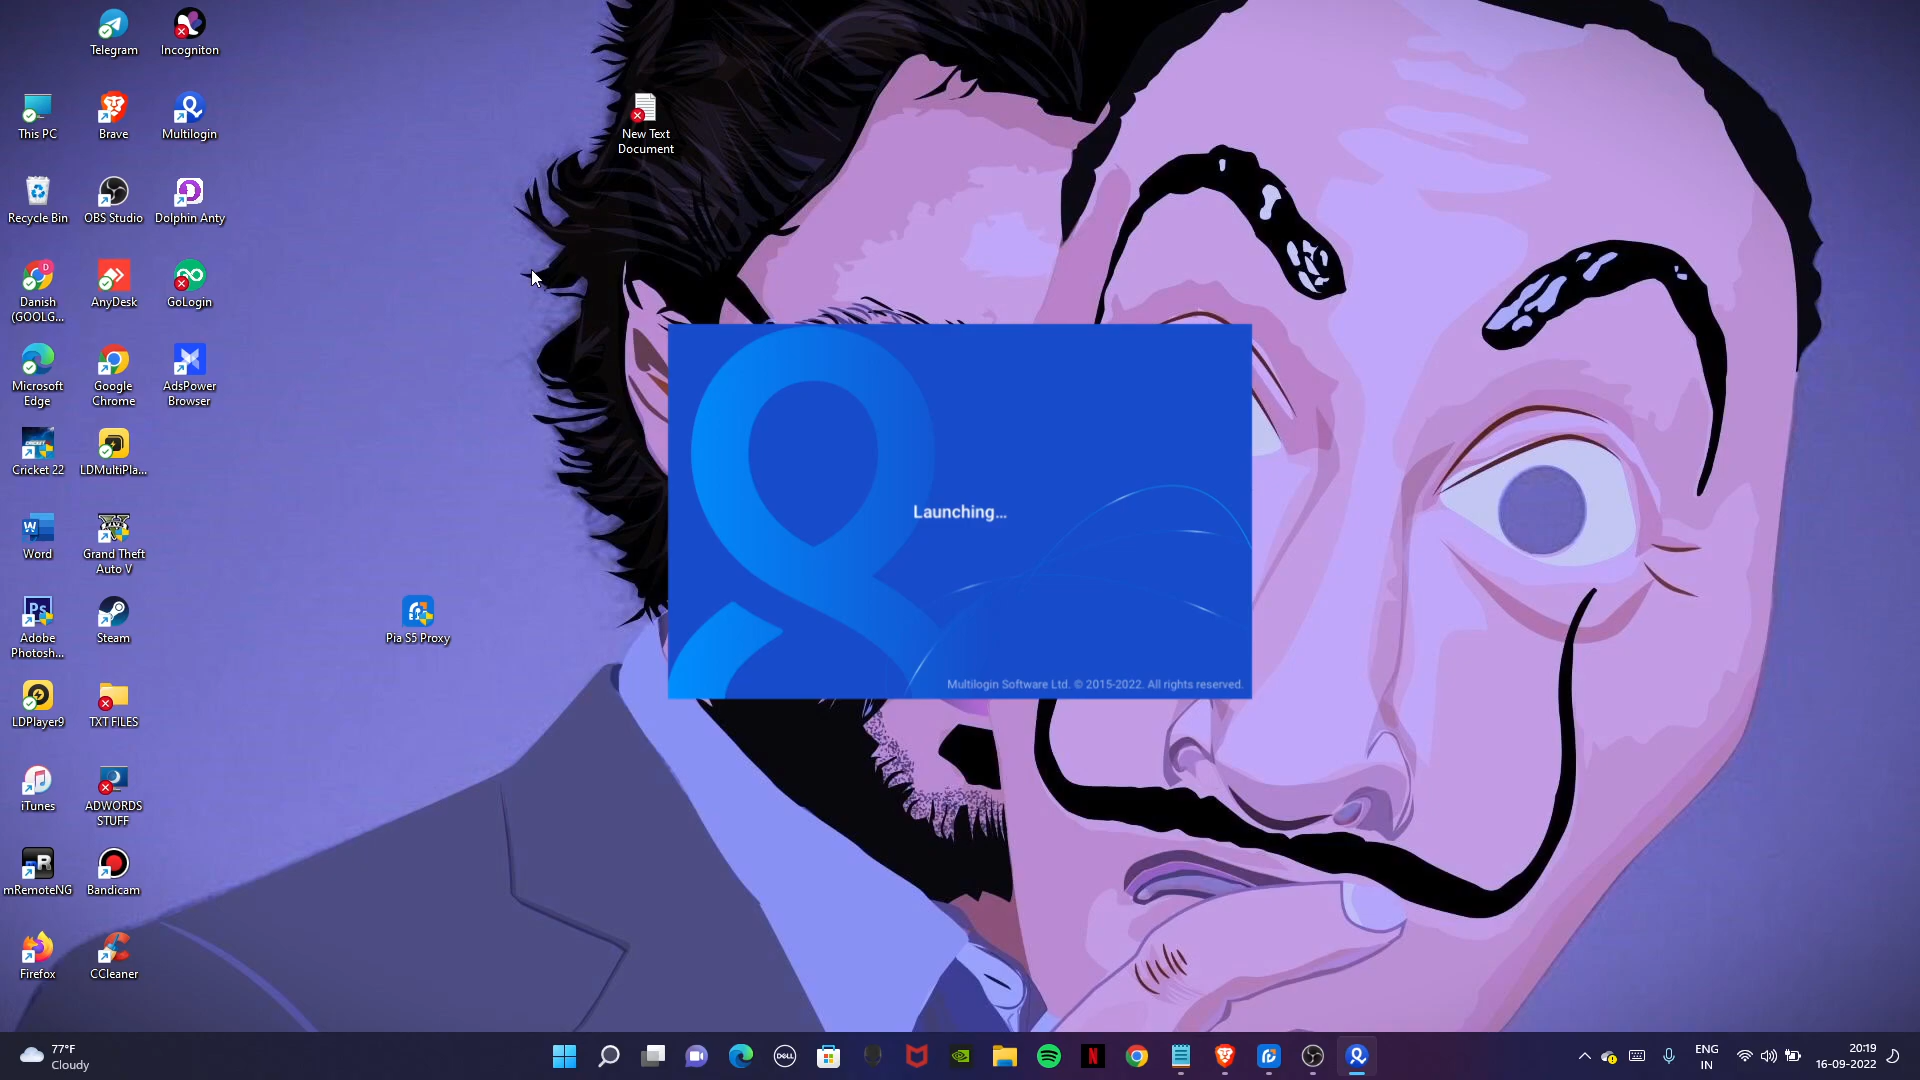 Telegram
Incogniton
This PC
Brave
Multilogin
New Text
Document
Recycle Bin
OBS Studio
Dolphin Anty
Danish
(GOOLG...
AnyDesk
GoLogin
Microsoft
Edge
Google
Chrome
AdsPower
Browser
Cricket 22
LDMultiPla...
Word
Grand Theft
Auto V
Launching...
Adobe
Photosh...
Steam
Pia S5 Proxy
Multilogin Software Ltd. © 2015-2022. All rights reserved.
LDPlayer9
TXT FILES
iTunes
ADWORDS
STUFF
mRemoteNG
Bandicam
Firefox
CCleaner
77°F
Cloudy
ENG
IN
20:19
16-09-2022